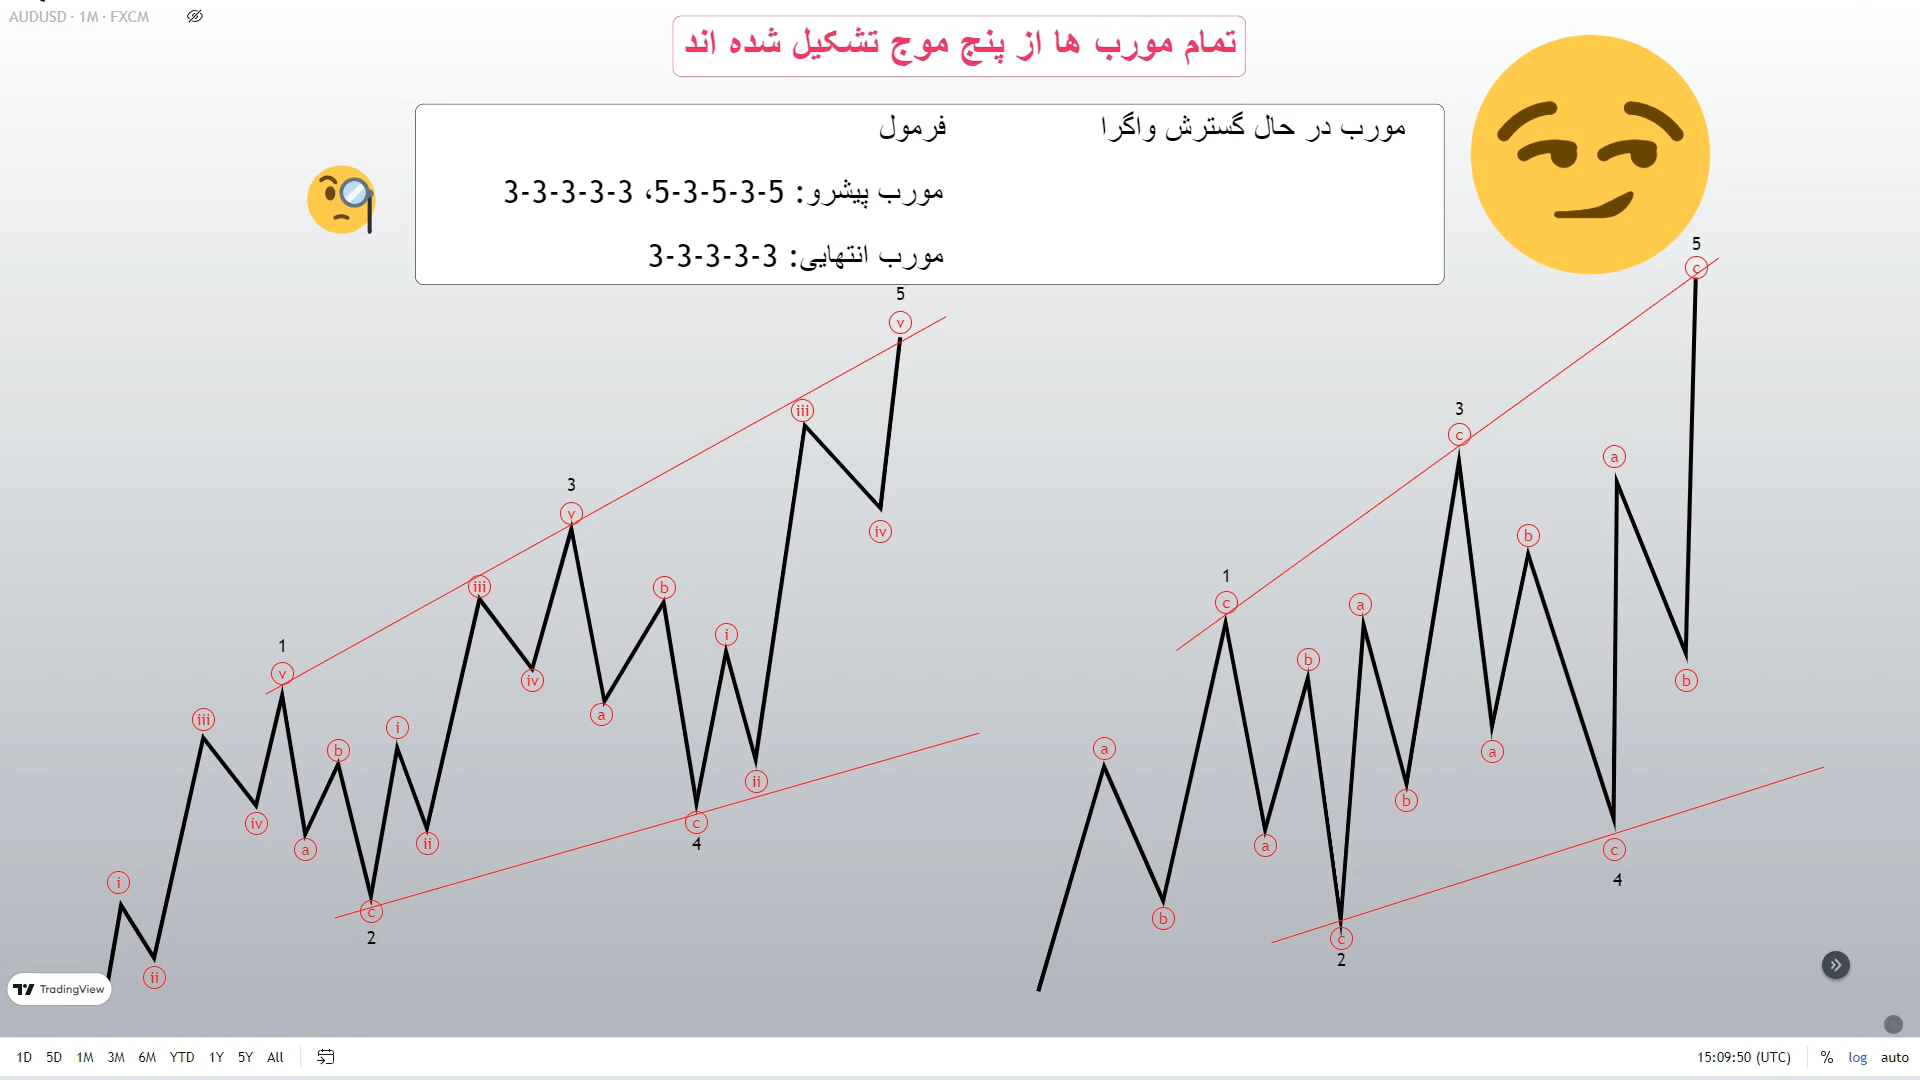 AUDUSD · 1M · FXCM
تمام مورب ها از پنج موج تشکیل شده اند
مورب در حال گسترش واگرا
فرمول
مورب پیشرو: 5-3-5-3-5، 3-3-3-3-3
مورب انتهایی: 3-3-3-3-3
5
v
iii
iv
3
v
iii
iv
b
a
i
ii
c
4
1
v
iii
iv
b
a
i
ii
c
2
i
ii
5
c
a
b
3
c
b
a
c
4
1
c
a
b
b
a
a
b
c
2
TradingView
1D 5D 1M 3M 6M YTD 1Y 5Y All
15:09:50 (UTC) % log auto